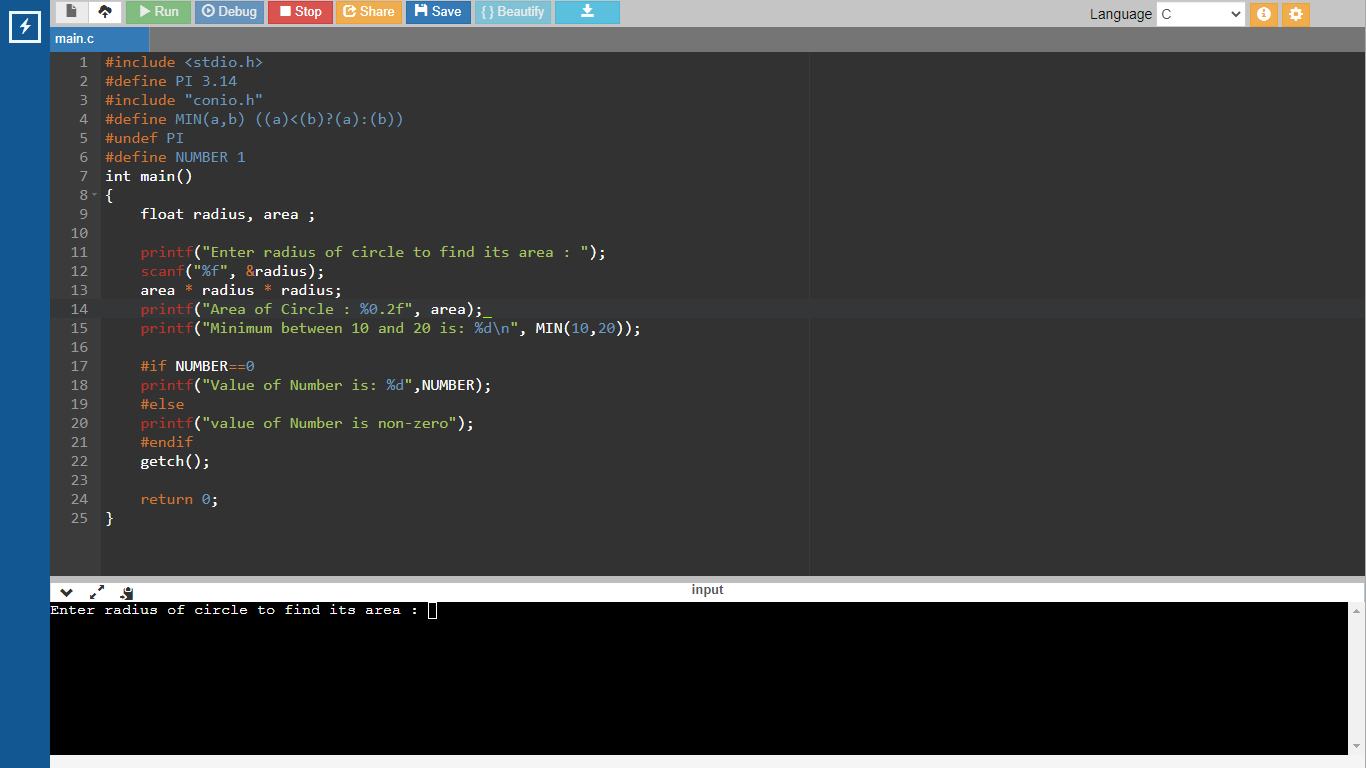 Run Debug Stop Share Save { } Beautify Language C
main.c
1 #include <stdio.h>
2 #define PI 3.14
3 #include "conio.h"
4 #define MIN(a,b) ((a)<(b)?(a):(b))
5 #undef PI
6 #define NUMBER 1
7 int main()
8 {
9 float radius, area ;
10
11 printf("Enter radius of circle to find its area : ");
12 scanf("%f", &radius);
13 area * radius * radius;
14 printf("Area of Circle : %0.2f", area);_
15 printf("Minimum between 10 and 20 is: %d\n", MIN(10,20));
16
17 #if NUMBER==0
18 printf("Value of Number is: %d",NUMBER);
19 #else
20 printf("value of Number is non-zero");
21 #endif
22 getch();
23
24 return 0;
25 }
input
Enter radius of circle to find its area :